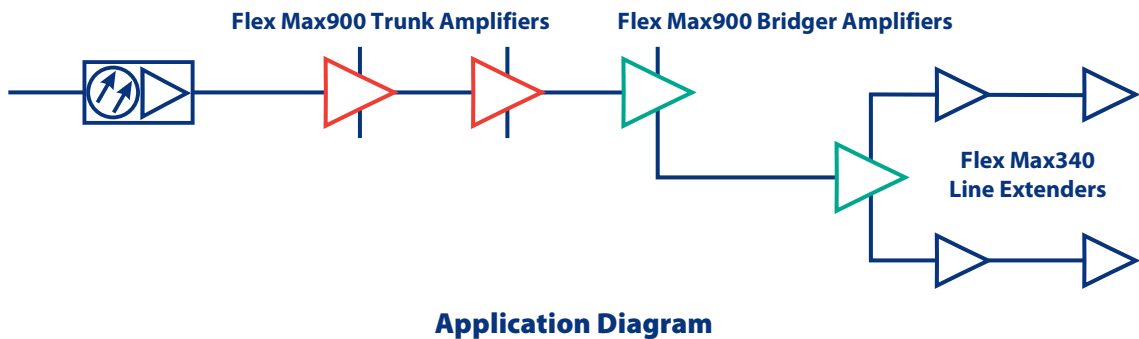 Flex Max900 Trunk Amplifiers
Flex Max900 Bridger Amplifiers
Flex Max340
Line Extenders
Application Diagram